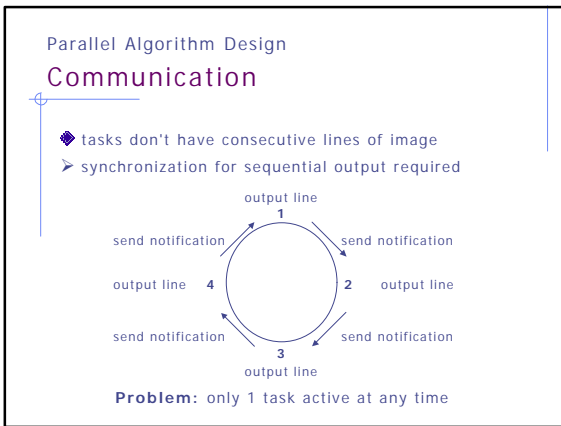 Parallel Algorithm Design
Communication
tasks don't have consecutive lines of image
synchronization for sequential output required
output line
1
send notification send notification
output line 4 2 output line
send notification send notification
3
output line
Problem: only 1 task active at any time